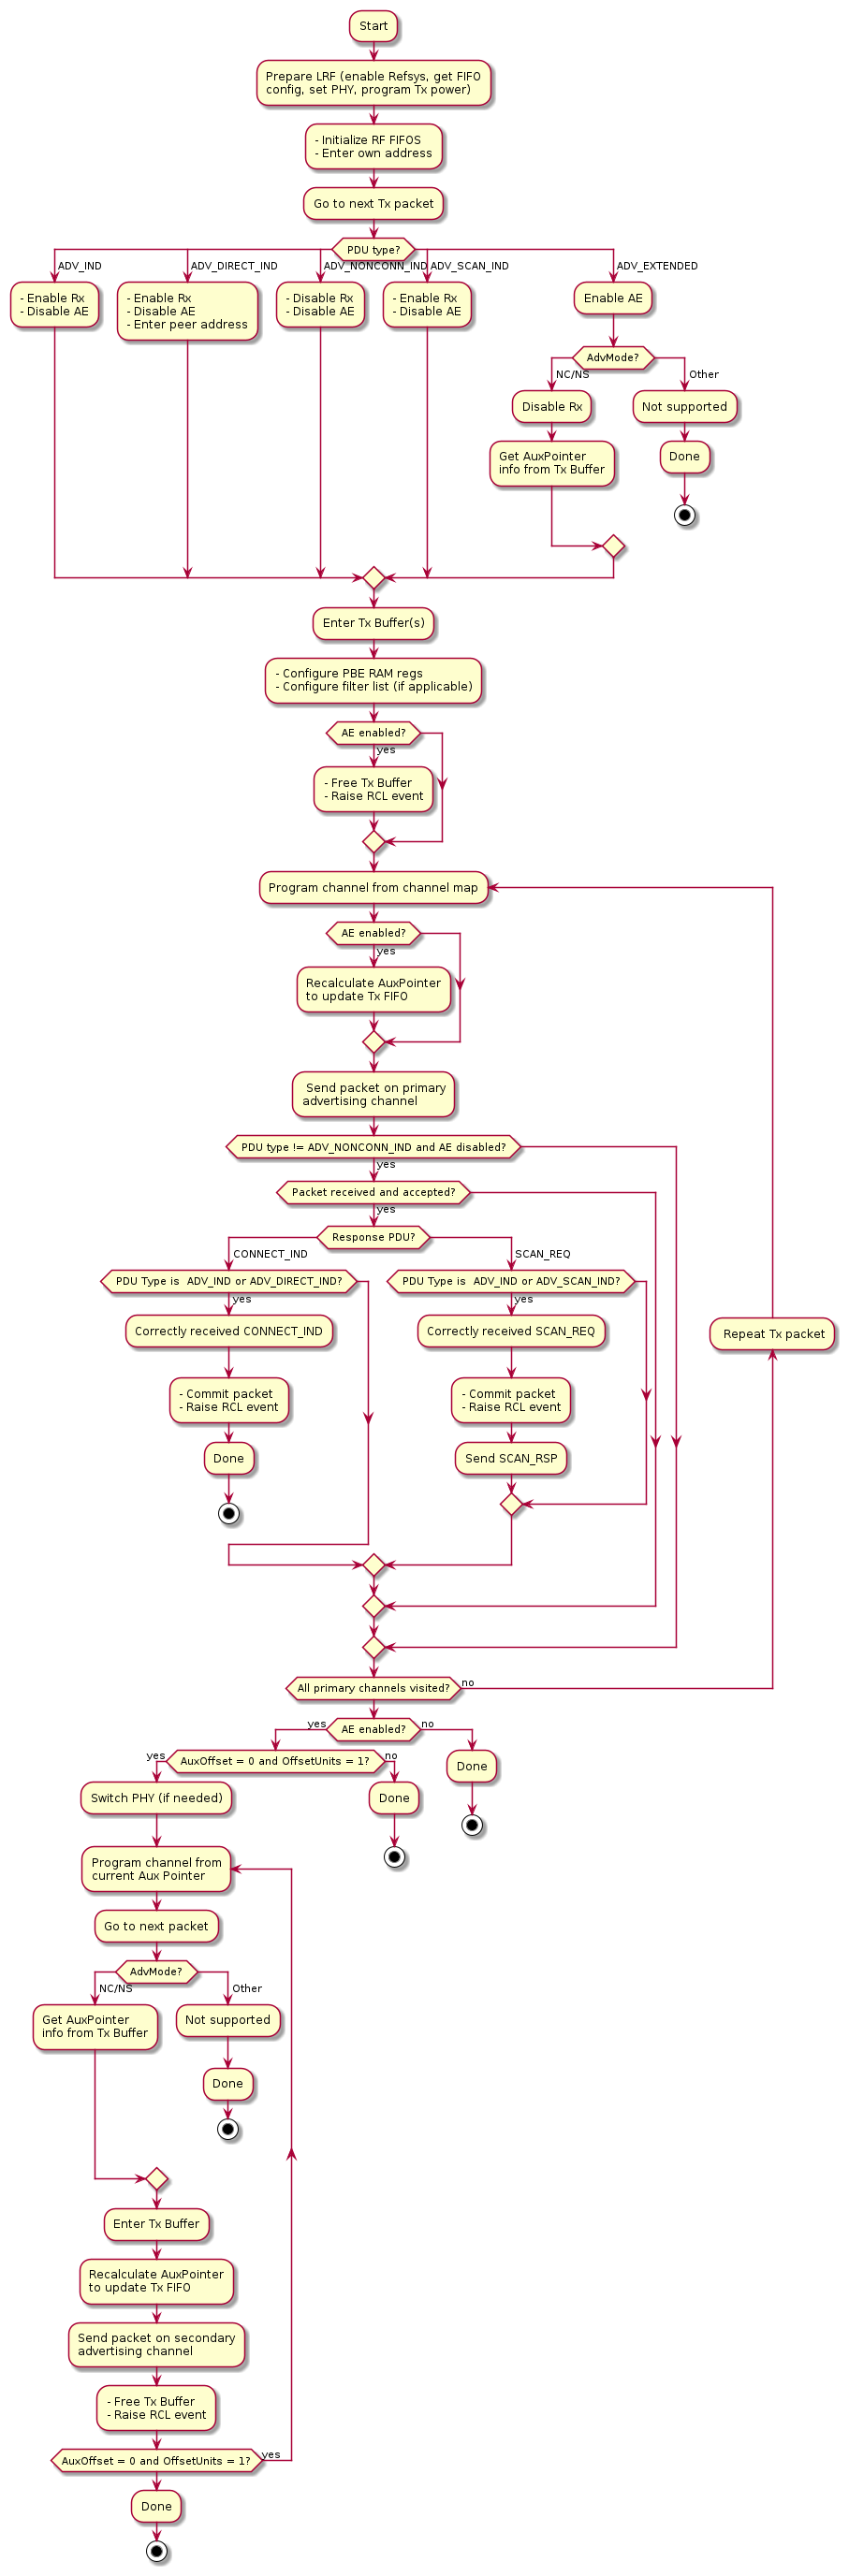 Start
Prepare LRF (enable Refsys, get FIFO
config, set PHY, program Tx power)
- Initialize RF FIFOS
- Enter own address
Go to next Tx packet
PDU type?
ADV_IND
- Enable Rx
- Disable AE
ADV_DIRECT_IND
- Enable Rx
- Disable AE
- Enter peer address
ADV_NONCONN_IND
- Disable Rx
- Disable AE
ADV_SCAN_IND
- Enable Rx
- Disable AE
ADV_EXTENDED
Enable AE
AdvMode?
NC/NS
Disable Rx
Get AuxPointer
info from Tx Buffer
Other
Not supported
Done
Enter Tx Buffer(s)
- Configure PBE RAM regs
- Configure filter list (if applicable)
AE enabled?
yes
- Free Tx Buffer
- Raise RCL event
Program channel from channel map
AE enabled?
yes
Recalculate AuxPointer
to update Tx FIFO
Send packet on primary
advertising channel
PDU type != ADV_NONCONN_IND and AE disabled?
yes
Packet received and accepted?
yes
Response PDU?
CONNECT_IND
PDU Type is  ADV_IND or ADV_DIRECT_IND?
yes
Correctly received CONNECT_IND
- Commit packet
- Raise RCL event
Done
SCAN_REQ
PDU Type is  ADV_IND or ADV_SCAN_IND?
yes
Correctly received SCAN_REQ
- Commit packet
- Raise RCL event
Send SCAN_RSP
Repeat Tx packet
All primary channels visited?
no
AE enabled?
yes
no
AuxOffset = 0 and OffsetUnits = 1?
yes
no
Done
Done
Switch PHY (if needed)
Program channel from
current Aux Pointer
Go to next packet
AdvMode?
NC/NS
Get AuxPointer
info from Tx Buffer
Other
Not supported
Done
Enter Tx Buffer
Recalculate AuxPointer
to update Tx FIFO
Send packet on secondary
advertising channel
- Free Tx Buffer
- Raise RCL event
AuxOffset = 0 and OffsetUnits = 1?
yes
Done